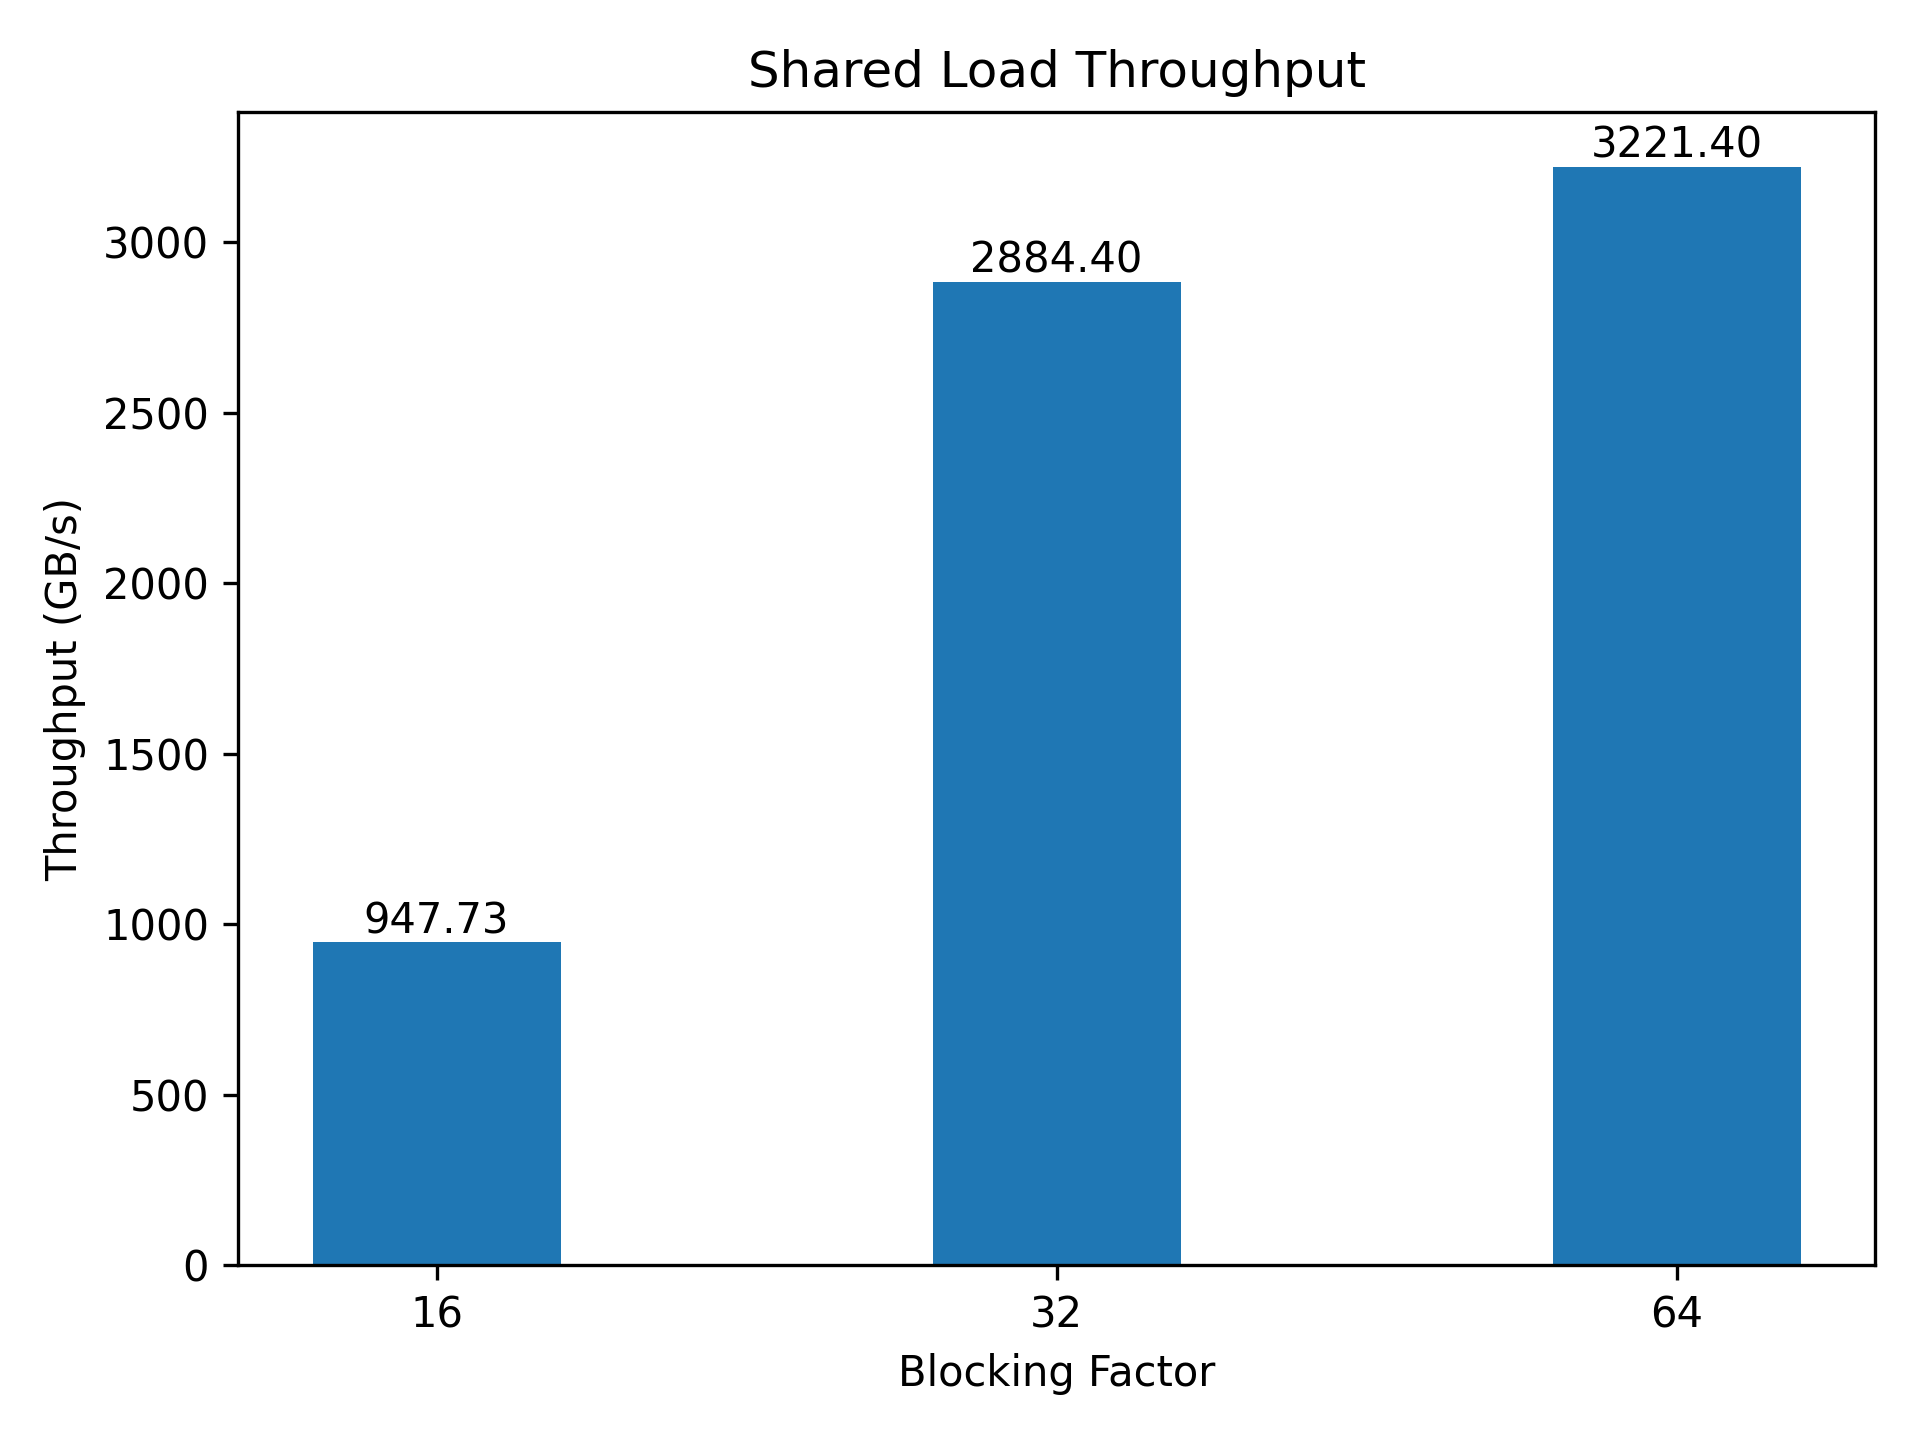 Shared Load Throughput
3221.40
2884.40
947.73
3000
2500
2000
1500
1000
500
0
Throughput (GB/s)
16 32 64
Blocking Factor